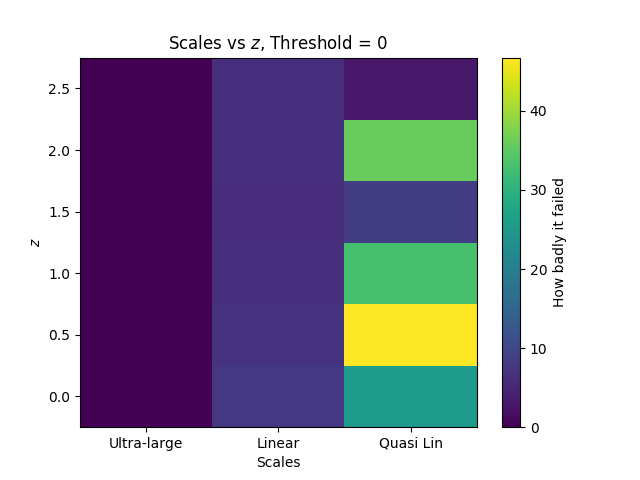 Scales vs z, Threshold = 0
2.5
2.0
1.5
1.0
0.5
0.0
z
Ultra-large
Linear
Quasi Lin
Scales
40
30
20
10
0
How badly it failed